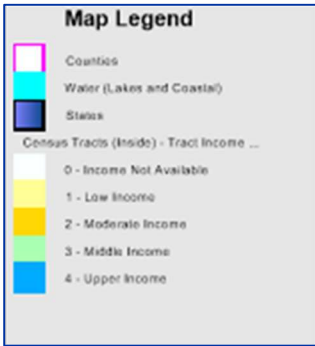 Map Legend
Counties
Water (Lakes and Coastal)
States
Census Tracts (Inside) - Tract Income ...
0 - Income Not Available
1 - Low Income
2 - Moderate Income
3 - Middle Income
4 - Upper Income